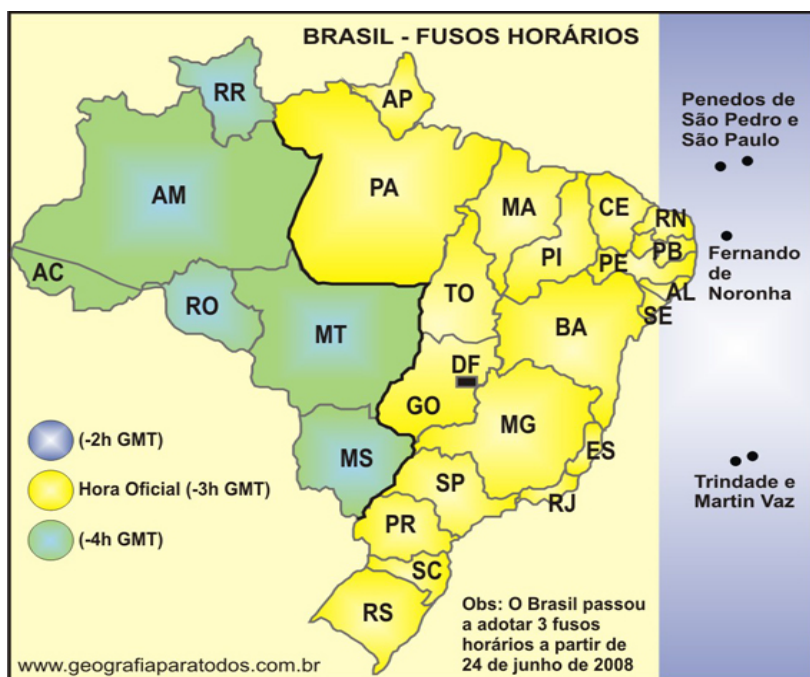 BRASIL - FUSOS HORÁRIOS
RR
AP
Penedos de
São Pedro e
São Paulo
AM
PA
MA
CE
RN
PI
PB
PE
Fernando
de
Noronha
AC
TO
AL
RO
SE
MT
BA
DF
GO
MG
(-2h GMT)
ES
MS
SP
Hora Oficial (-3h GMT)
RJ
Trindade e
Martin Vaz
PR
(-4h GMT)
SC
RS
Obs: O Brasil passou
a adotar 3 fusos
horários a partir de
24 de junho de 2008
www.geografiaparatodos.com.br